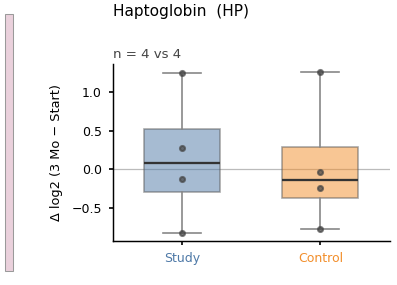 Haptoglobin (HP)
n = 4 vs 4
Δ log2 (3 Mo − Start)
1.0
0.5
0.0
−0.5
Study
Control